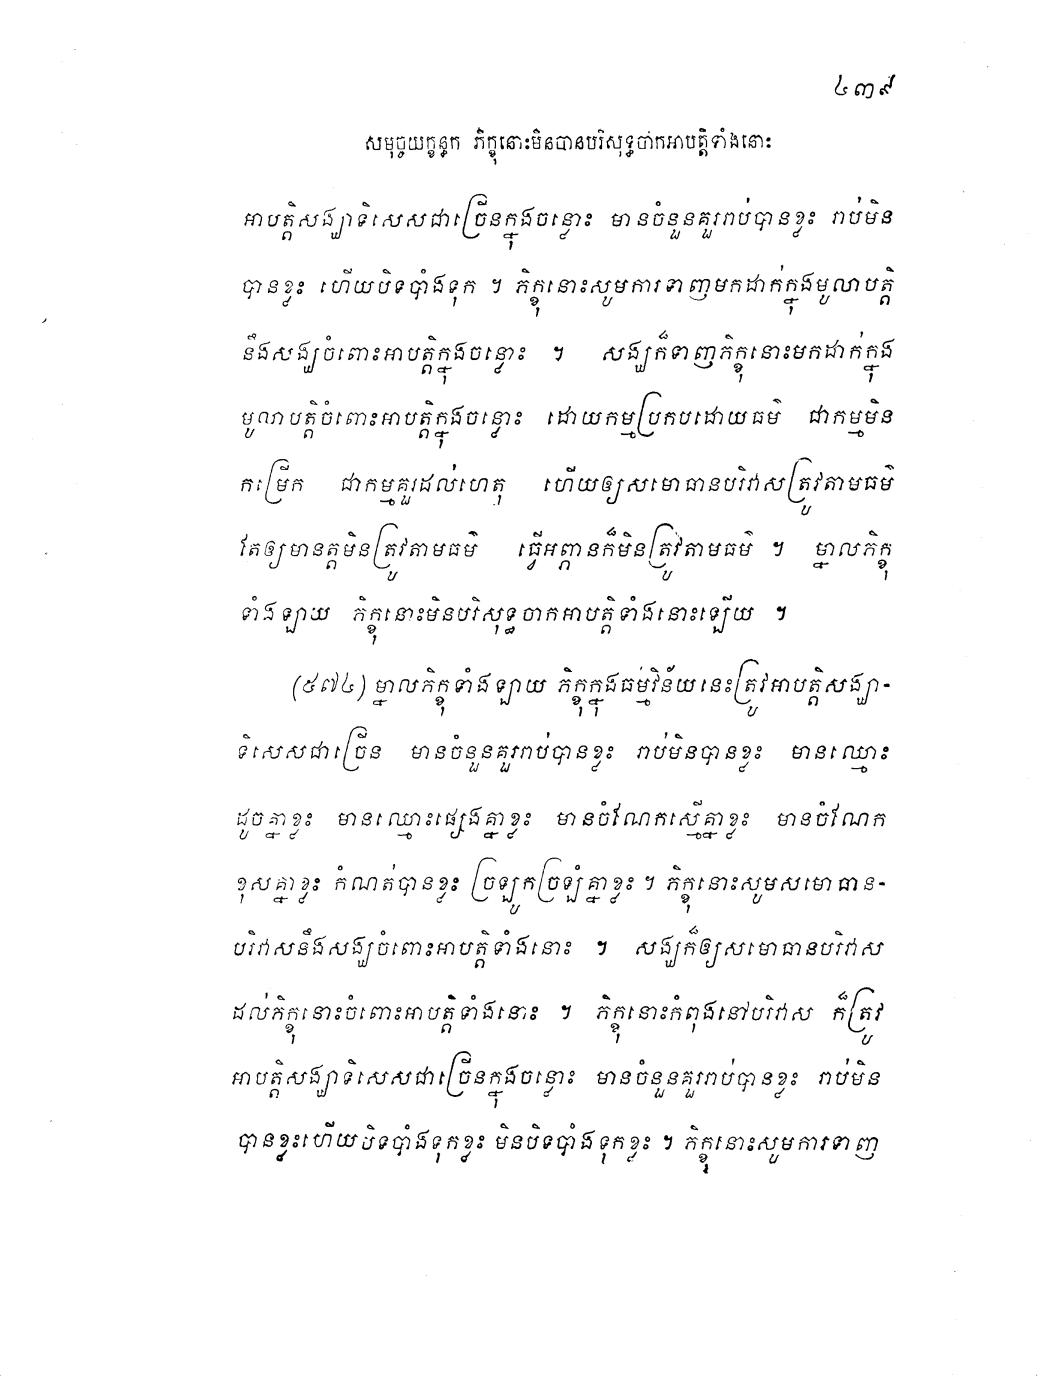 ៤៣៩
សមុច្ចយក្ខន្ធក ភិក្ខុនោះមិនបានបរិសុទ្ធចាកអាបត្តិទាំងនោះ
អាបត្តិសង្ឃាទិសេសជាច្រើនក្នុងចន្លោះ មានចំនួនគួររាប់បានខ្លះ រាប់មិន
បានខ្លះ ហើយបិទបាំងទុក ។ ភិក្ខុនោះសូមការទាញមកដាក់ក្នុងមូលាបត្តិ
នឹងសង្ឃចំពោះអាបត្តិក្នុងចន្លោះ ។ សង្ឃក៏ទាញភិក្ខុនោះមកដាក់ក្នុង
មូលាបត្តិចំពោះអាបត្តិក្នុងចន្លោះ ដោយកម្មប្រកបដោយធម៌ ជាកម្មមិន
កម្រើក ជាកម្មគួរដល់ហេតុ ហើយឲ្យសមោធានបរិវាសត្រូវតាមធម៌
តែឲ្យមានត្តមិនត្រូវតាមធម៌ ធ្វើអព្ភានក៏មិនត្រូវតាមធម៌ ។ ម្នាលភិក្ខុ
ទាំងឡាយ ភិក្ខុនោះមិនបរិសុទ្ធចាកអាបត្តិទាំងនោះឡើយ ។
(៥៧៤) ម្នាលភិក្ខុទាំងឡាយ ភិក្ខុក្នុងធម្មវិន័យនេះត្រូវអាបត្តិសង្ឃា-
ទិសេសជាច្រើន មានចំនួនគួររាប់បានខ្លះ រាប់មិនបានខ្លះ មានឈ្មោះ
ដូចគ្នាខ្លះ មានឈ្មោះផ្សេងគ្នាខ្លះ មានចំណែកស្មើគ្នាខ្លះ មានចំណែក
ខុសគ្នាខ្លះ កំណត់បានខ្លះ ច្រឡូកច្រឡំគ្នាខ្លះ ។ ភិក្ខុនោះសូមសមោធាន-
បរិវាសនឹងសង្ឃចំពោះអាបត្តិទាំងនោះ ។ សង្ឃក៏ឲ្យសមោធានបរិវាស
ដល់ភិក្ខុនោះចំពោះអាបត្តិទាំងនោះ ។ ភិក្ខុនោះកំពុងនៅបរិវាស ក៏ត្រូវ
អាបត្តិសង្ឃាទិសេសជាច្រើនក្នុងចន្លោះ មានចំនួនគួររាប់បានខ្លះ រាប់មិន
បានខ្លះហើយបិទបាំងទុកខ្លះ មិនបិទបាំងទុកខ្លះ ។ ភិក្ខុនោះសូមការទាញ